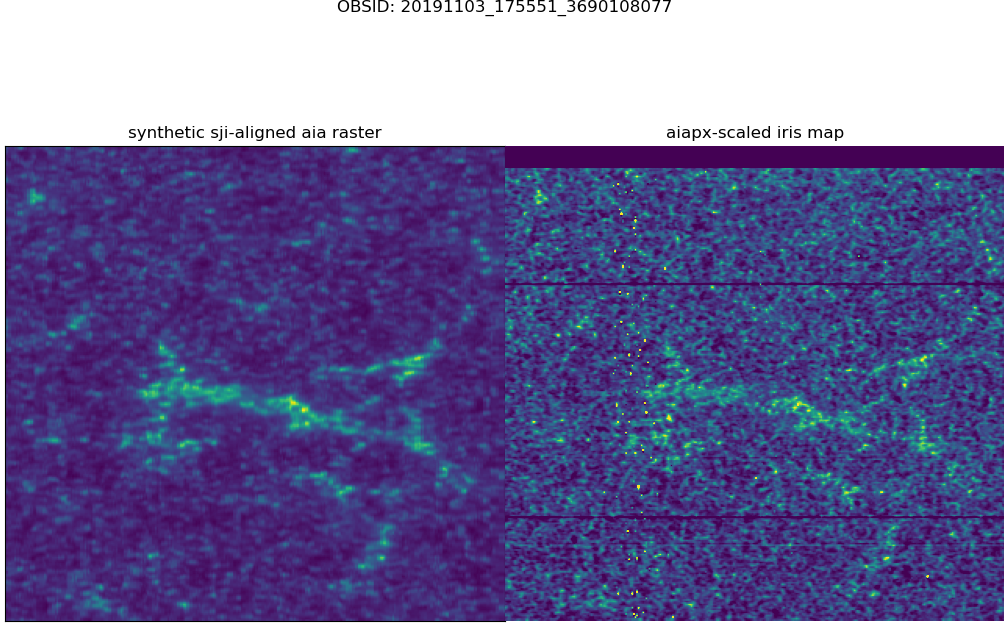 OBSID: 20191103_175551_3690108077
synthetic sji-aligned aia raster
aiapx-scaled iris map